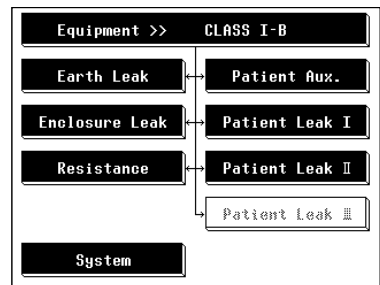 Equipment >> CLASS I-B
Earth Leak Patient Aux.
Enclosure Leak Patient Leak I
Resistance Patient Leak Ⅱ
Patient Leak Ⅲ
System